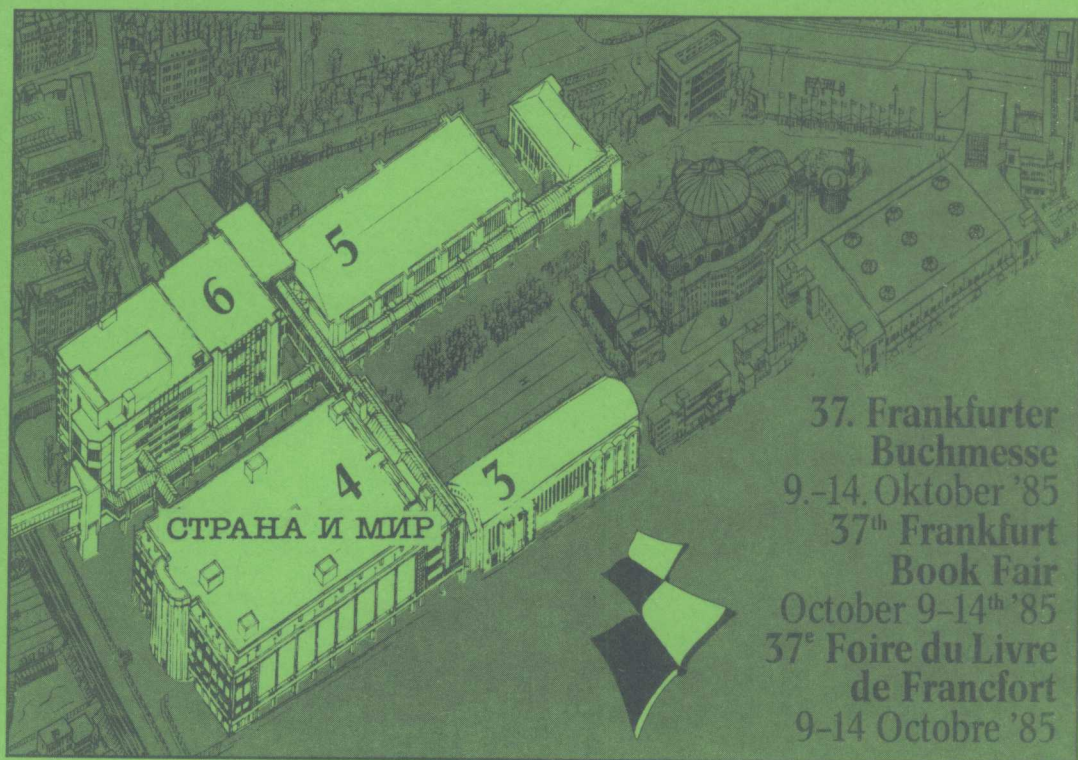 5
6
4
3
СТРАНА И МИР
37. Frankfurter
Buchmesse
9.-14. Oktober '85
37th Frankfurt
Book Fair
October 9-14th '85
37e Foire du Livre
de Francfort
9-14 Octobre '85